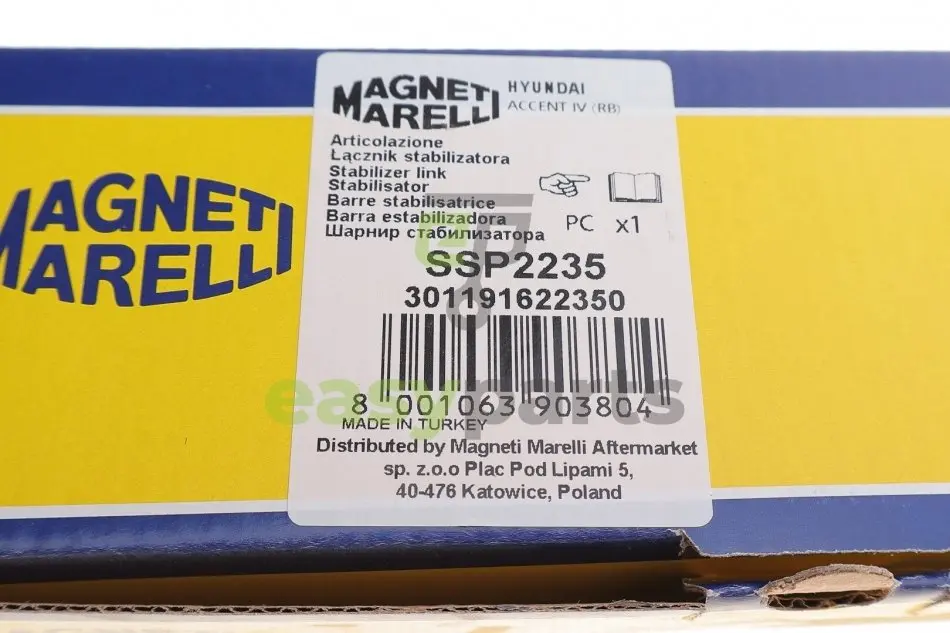 MAGNETI
MARELLI
MAGNETI
MARELLI
HYUNDAI
ACCENT IV (RB)
Articolazione
Łącznik stabilizatora
Stabilizer link
Stabilisator
Barre stabilisatrice
Barra estabilizadora
Шарнир стабилизатора
PC x1
SSP2235
301191622350
8 001063 903804
MADE IN TURKEY
Distributed by Magneti Marelli Aftermarket
sp. z.o.o Plac Pod Lipami 5,
40-476 Katowice, Poland
easyparts